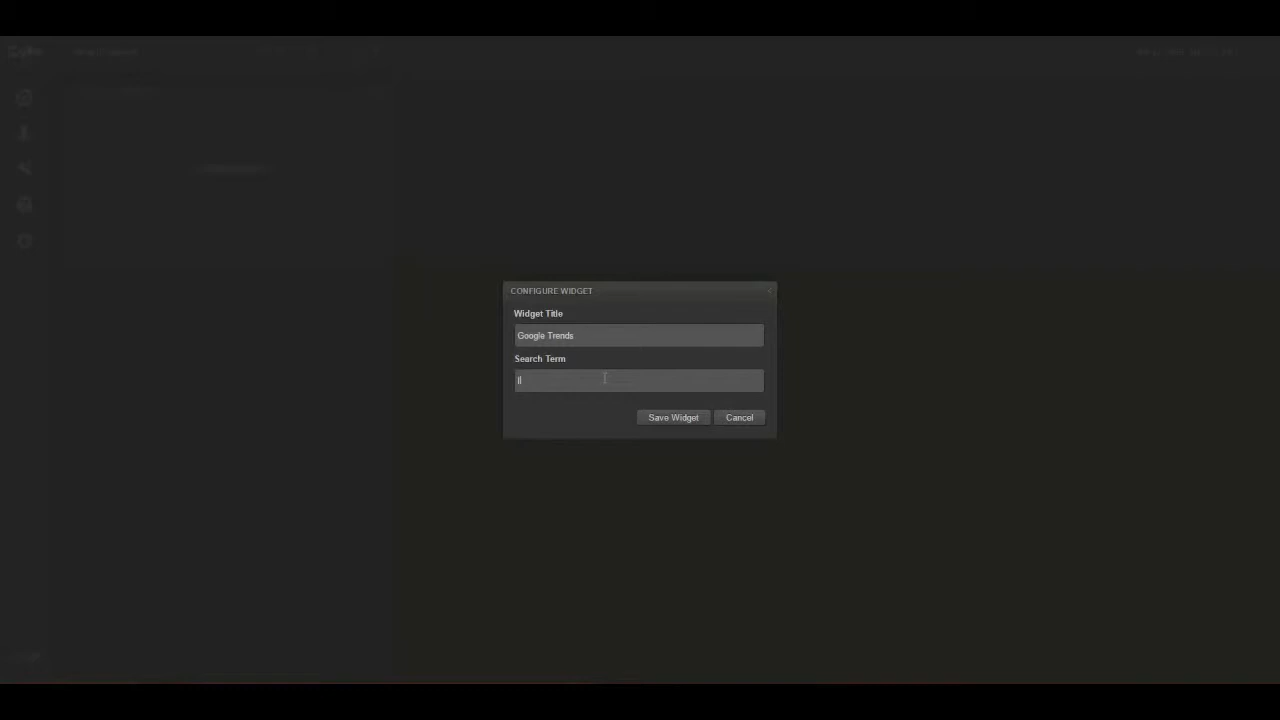 CONFIGURE WIDGET
Widget Title
Google Trends
Search Term
Save Widget Cancel